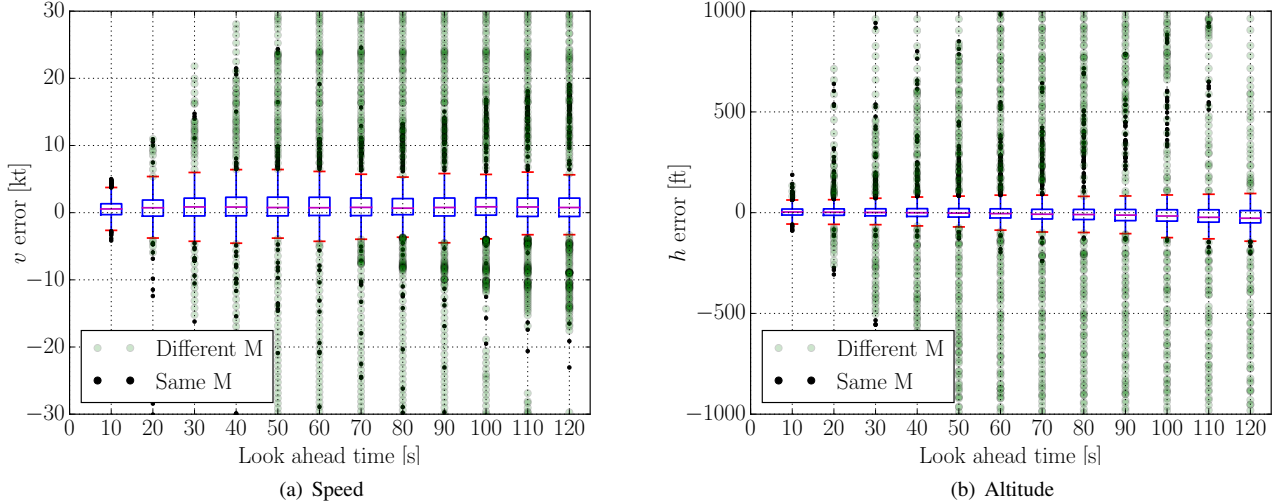 30
20
10
0
−10
−20
−30
v error [kt]
Different M
Same M
0 10 20 30 40 50 60 70 80 90 100 110 120
Look ahead time [s]
(a) Speed
1000
500
0
−500
−1000
h error [ft]
Different M
Same M
0 10 20 30 40 50 60 70 80 90 100 110 120
Look ahead time [s]
(b) Altitude